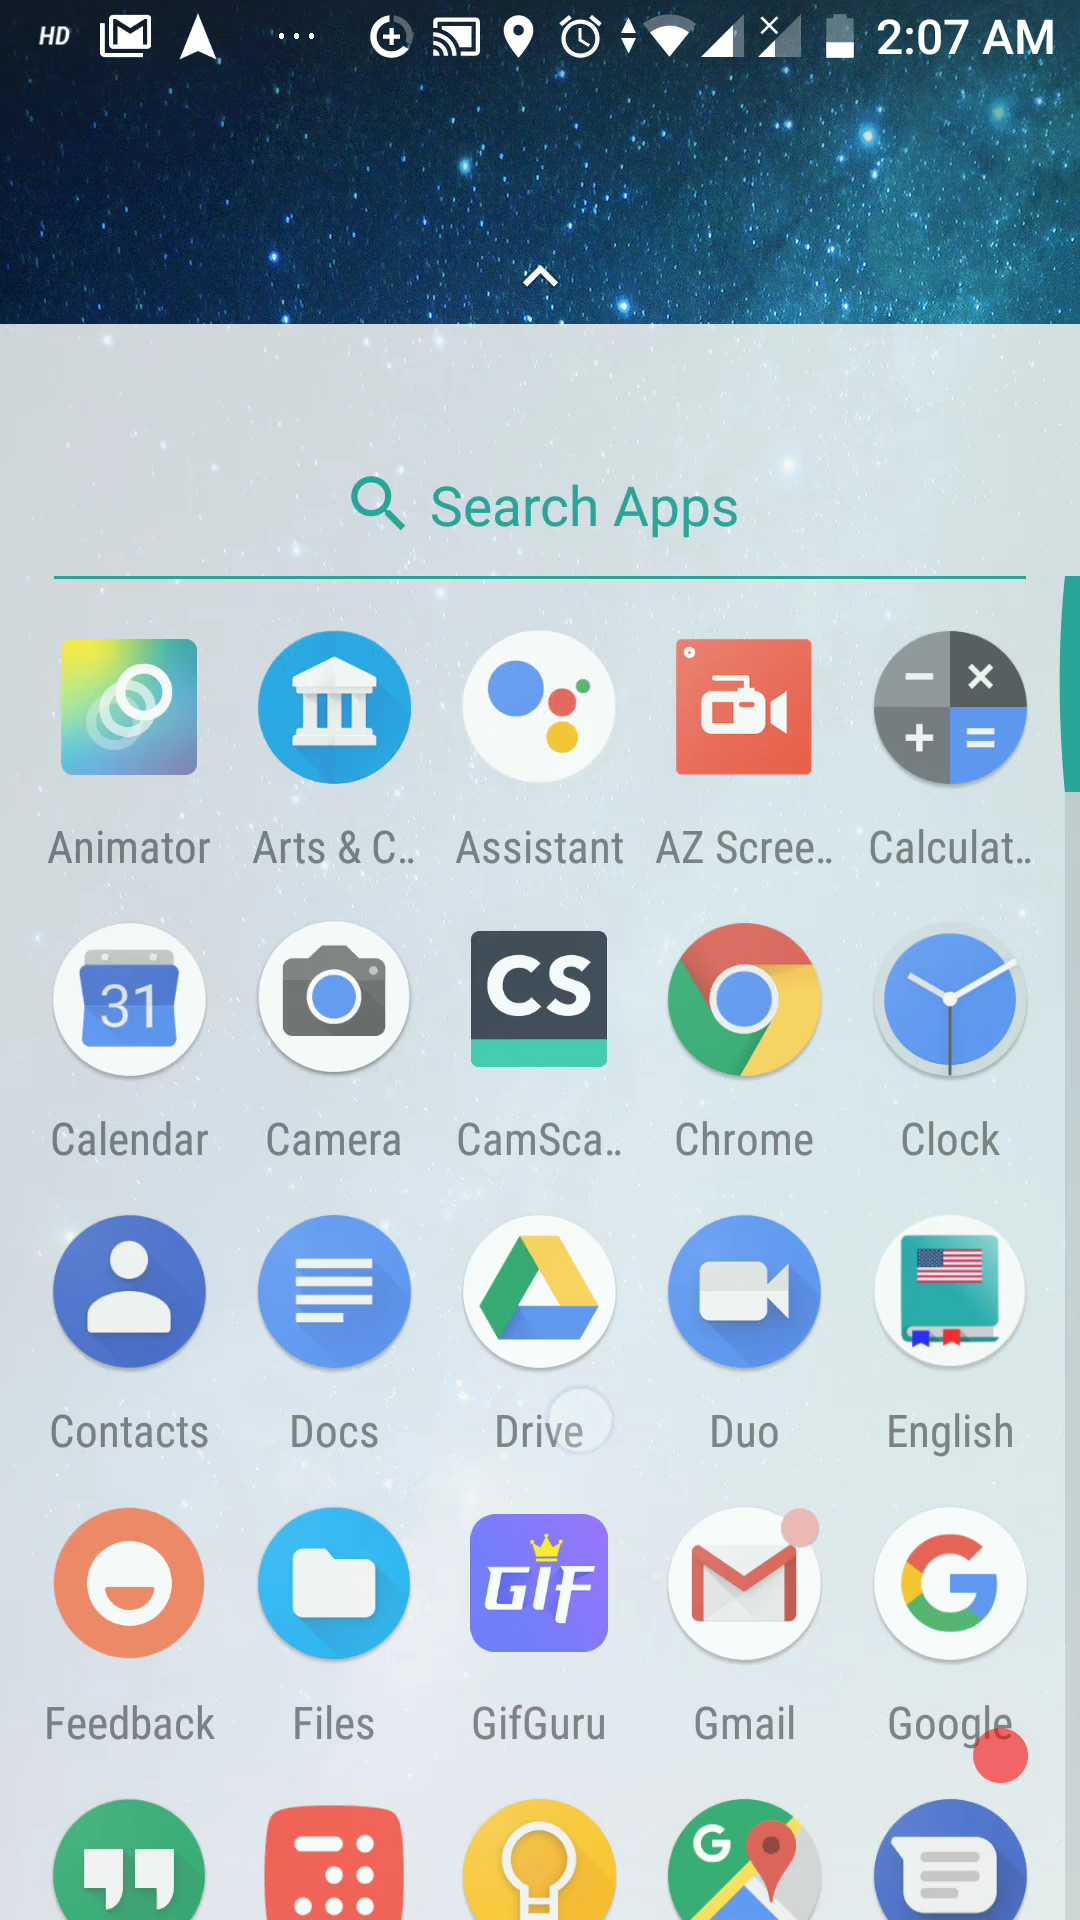 HD 2:07 AM
Search Apps
Animator Arts & C.. Assistant AZ Scree.. Calculat..
31 CS
Calendar Camera CamSca.. Chrome Clock
Contacts Docs Drive Duo English
GIF G
Feedback Files GifGuru Gmail Google
G